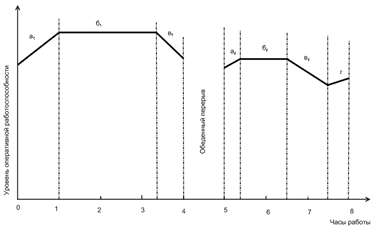 Уровень оперативной работоспособности
а₁
б₁
в₁
Обеденный перерыв
а₂
б₂
в₂
г
0 1 2 3 4 5 6 7 8
Часы работы